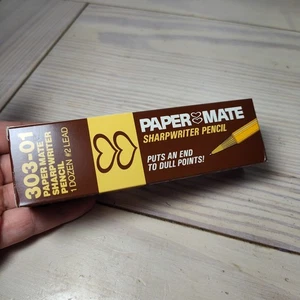 303-01
PAPER MATE
SHARPWRITER
PENCIL
1 DOZEN #2 LEAD
PAPER MATE
SHARPWRITER PENCIL
PUTS AN END
TO DULL POINTS!